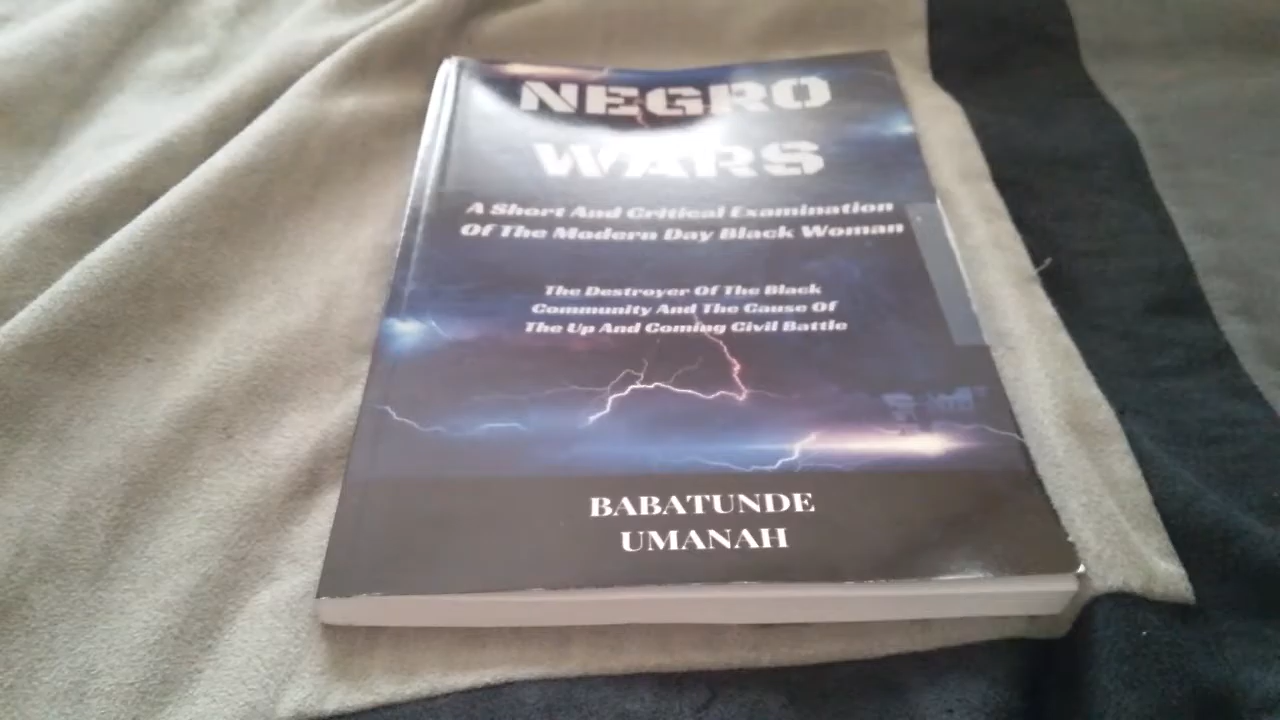 NEGRO
WARS
A Short And Critical Examination
Of The Modern Day Black Woman
The Destroyer Of The Black
Community And The Cause Of
The Up And Coming Civil Battle
BABATUNDE
UMANAH